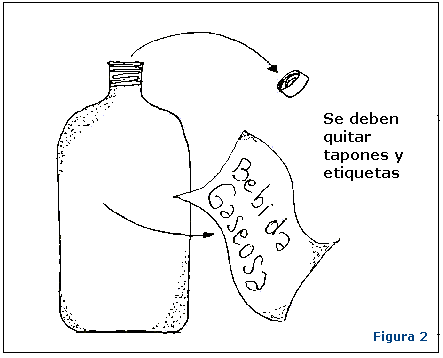 Se deben
quitar
tapones y
etiquetas
Bebida
Gaseosa
Figura 2